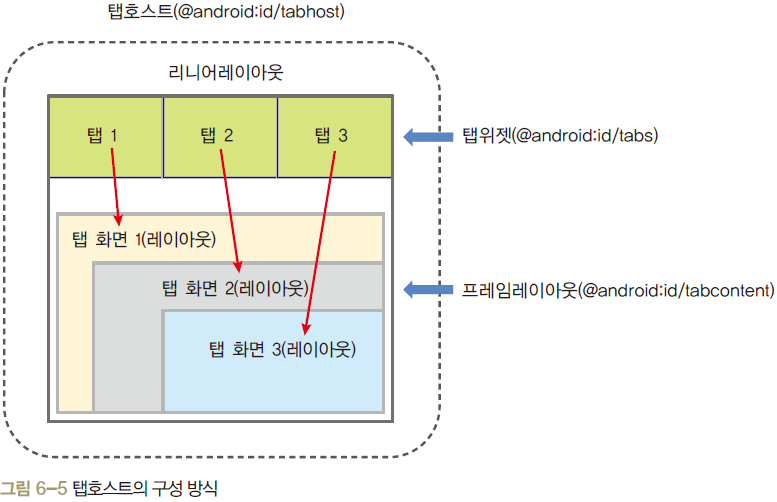 탭호스트(@android:id/tabhost)
리니어레이아웃
탭 1
탭 2
탭 3
탭위젯(@android:id/tabs)
탭 화면 1(레이아웃)
탭 화면 2(레이아웃)
프레임레이아웃(@android:id/tabcontent)
탭 화면 3(레이아웃)
그림 6-5 탭호스트의 구성 방식